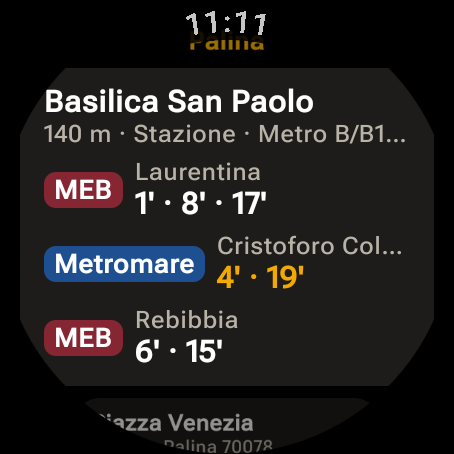 11:11
Palina
Basilica San Paolo
140 m · Stazione · Metro B/B1...
Laurentina
MEB
1' · 8' · 17'
Cristoforo Col...
Metromare
4' · 19'
Rebibbia
MEB
6' · 15'
Piazza Venezia
Palina 70078